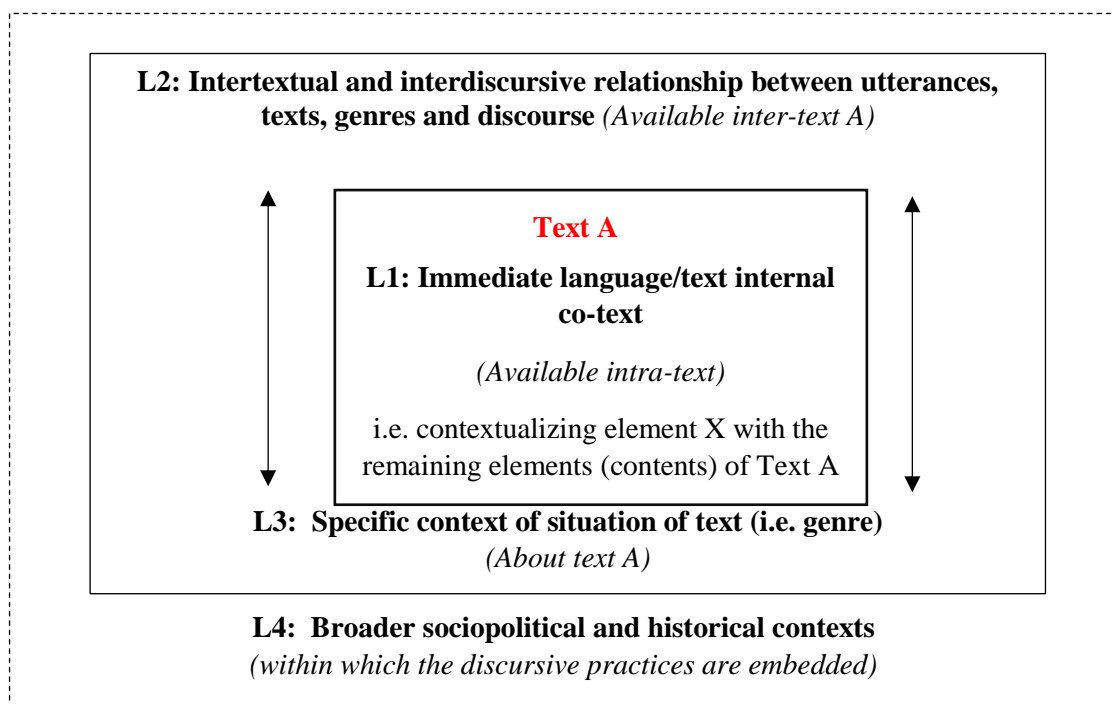 L2: Intertextual and interdiscursive relationship between utterances,
texts, genres and discourse (Available inter-text A)
Text A
L1: Immediate language/text internal
co-text
(Available intra-text)
i.e. contextualizing element X with the
remaining elements (contents) of Text A
L3: Specific context of situation of text (i.e. genre)
(About text A)
L4: Broader sociopolitical and historical contexts
(within which the discursive practices are embedded)